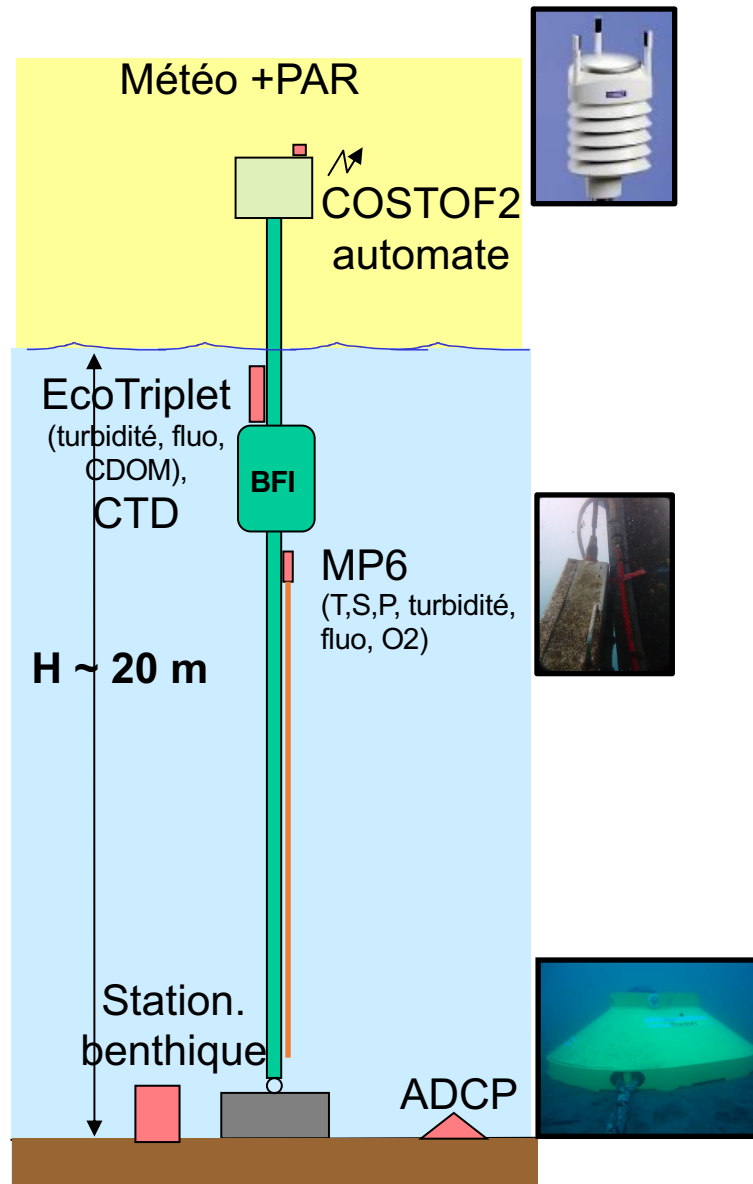 Météo +PAR
COSTOF2
automate
EcoTriplet
(turbidité, fluo,
CDOM),
CTD
BFI
MP6
(T,S,P, turbidité,
fluo, O2)
H ~ 20 m
Station.
benthique
ADCP